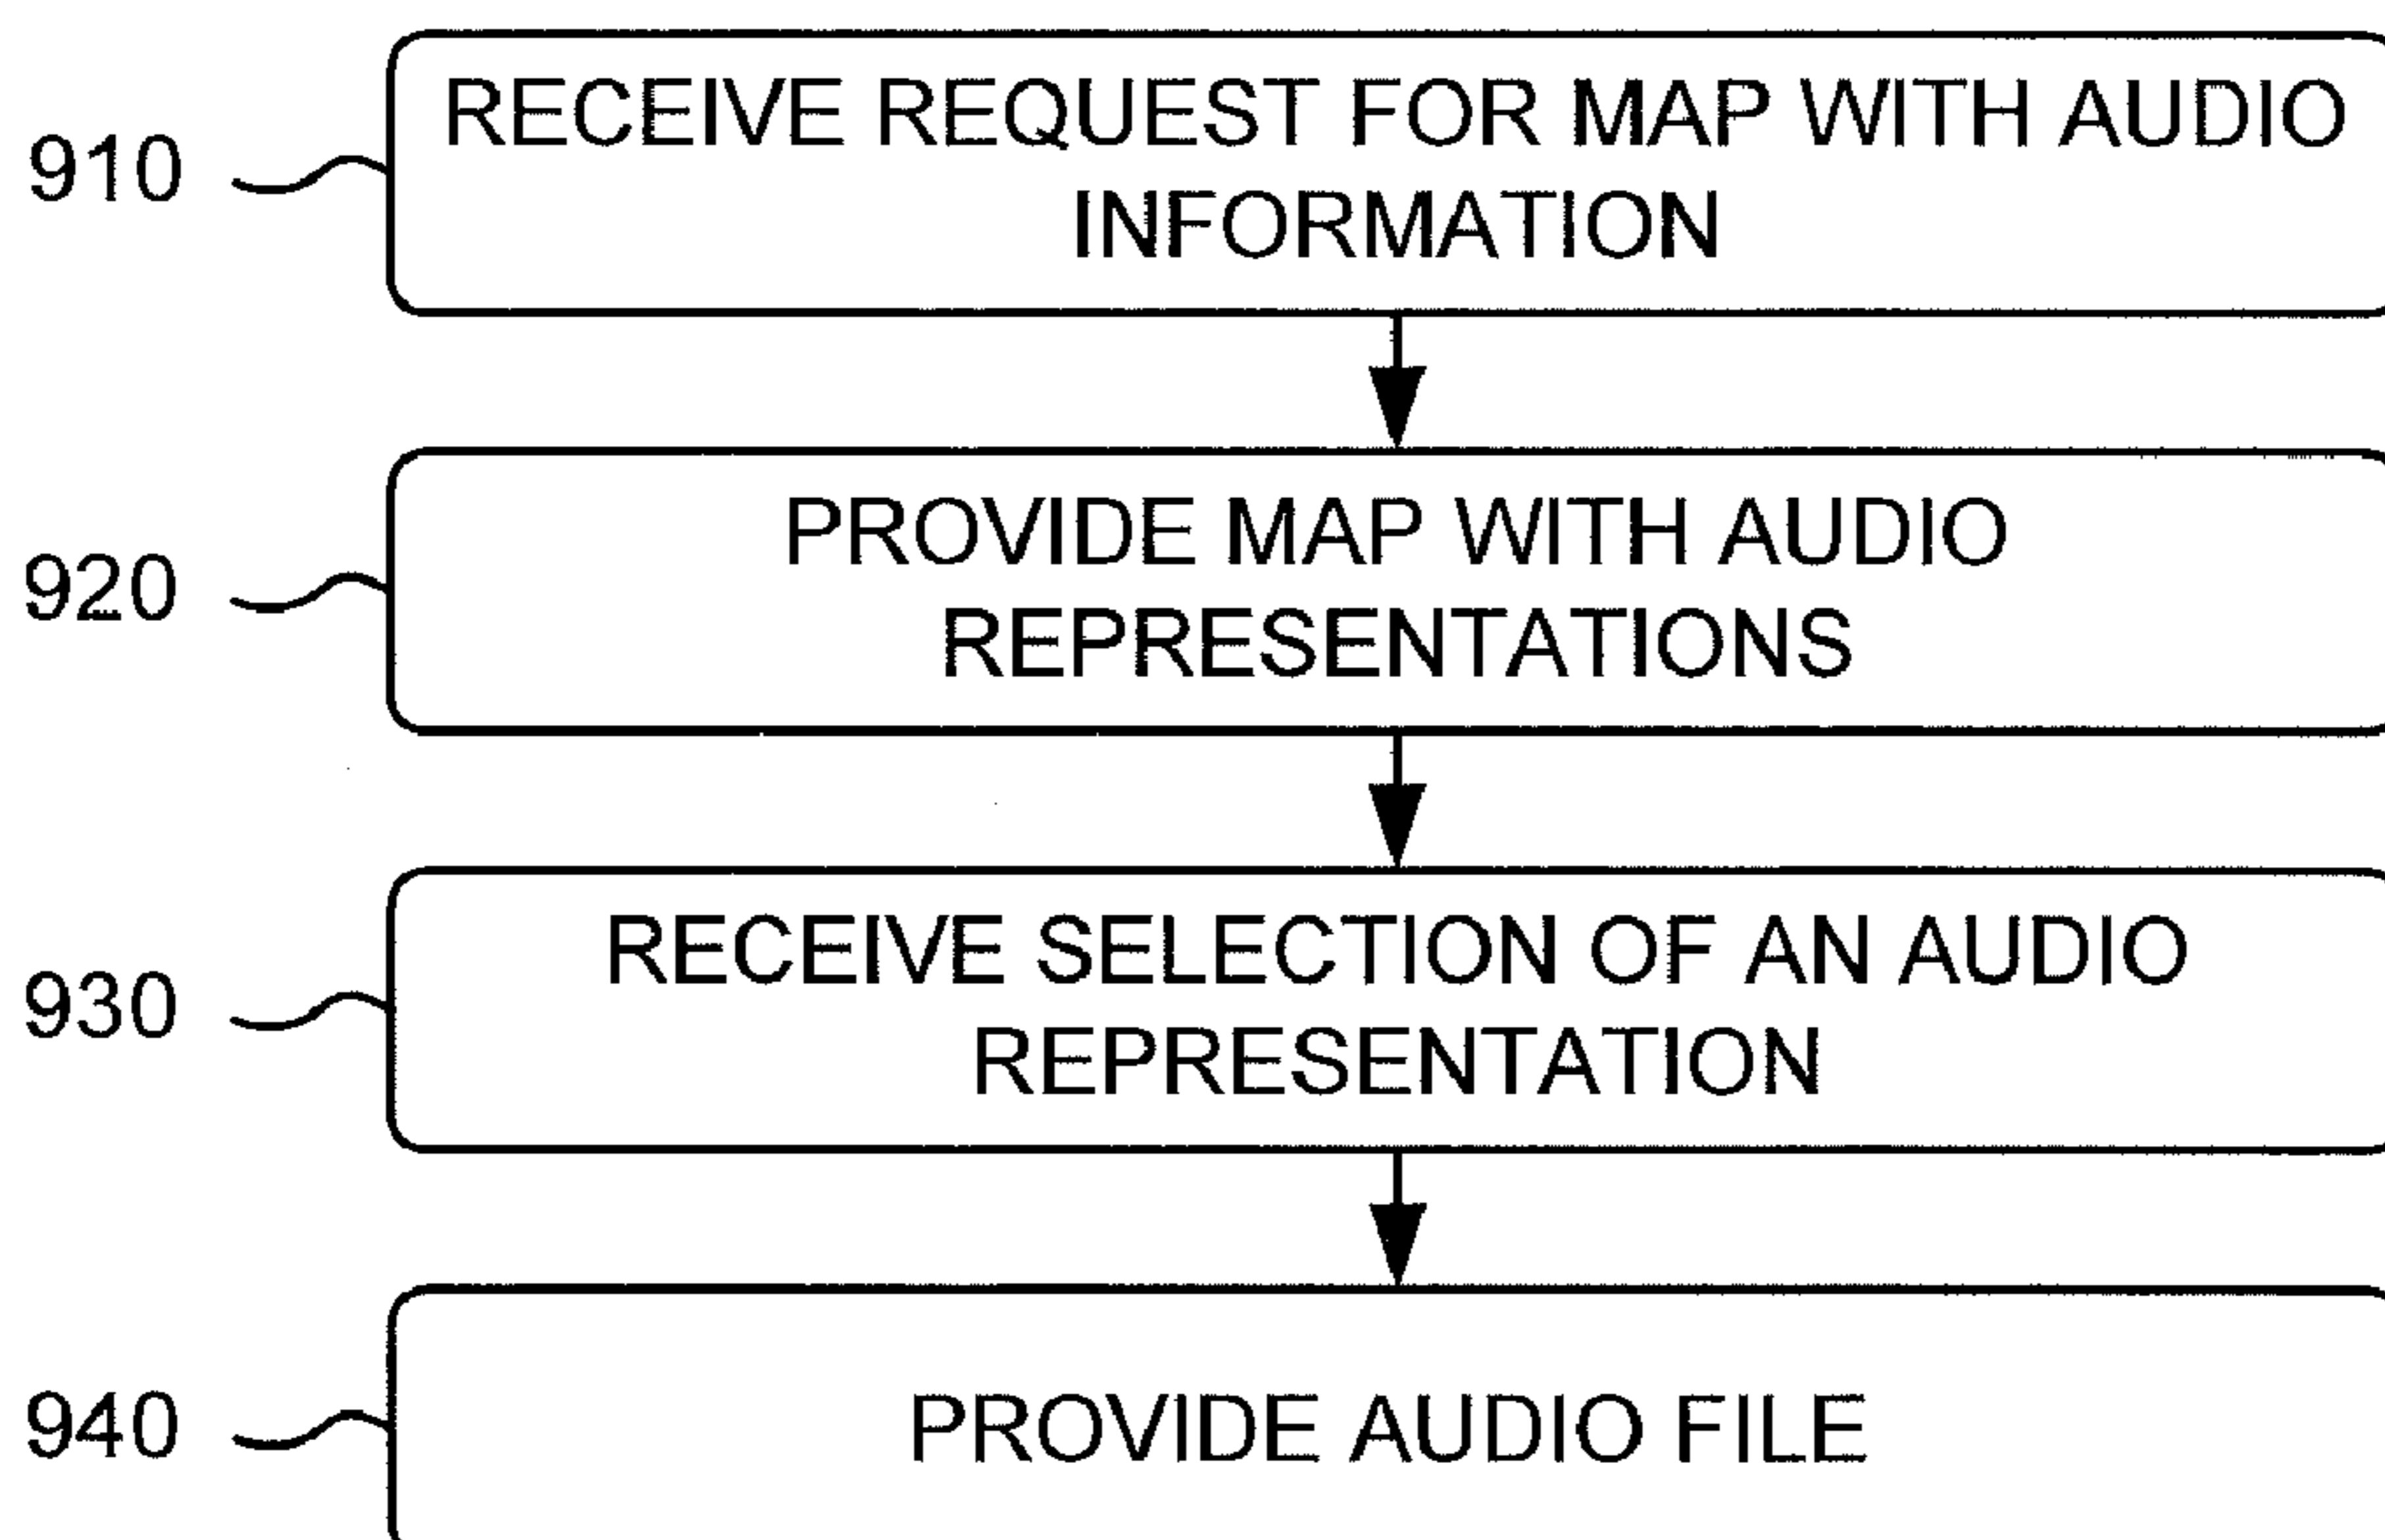 910
RECEIVE REQUEST FOR MAP WITH AUDIO
INFORMATION
920
PROVIDE MAP WITH AUDIO
REPRESENTATIONS
930
RECEIVE SELECTION OF AN AUDIO
REPRESENTATION
940
PROVIDE AUDIO FILE